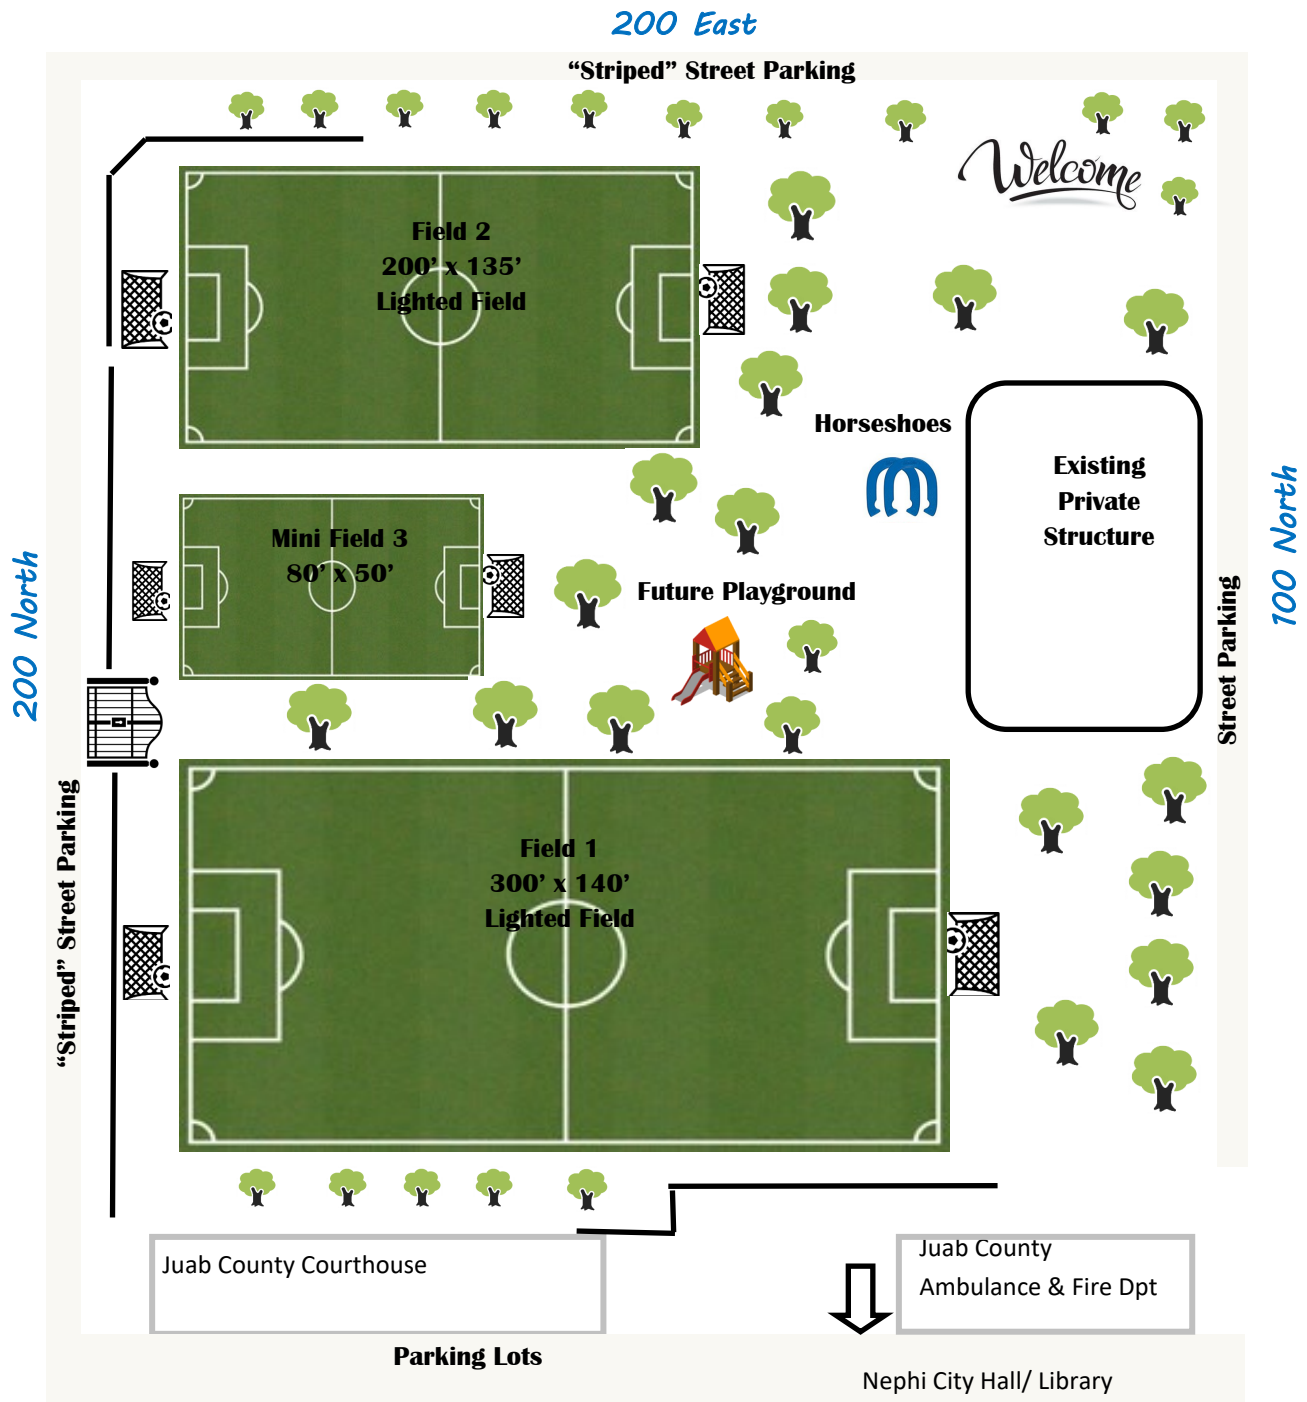 200 East
“Striped” Street Parking
Welcome
Field 2
200’ x 135’
Lighted Field
Horseshoes
Existing
Private
Structure
Mini Field 3
80’ x 50’
Future Playground
200 North
100 North
Street Parking
“Striped” Street Parking
Field 1
300’ x 140’
Lighted Field
Juab County Courthouse
Juab County
Ambulance & Fire Dpt
Parking Lots
Nephi City Hall/ Library